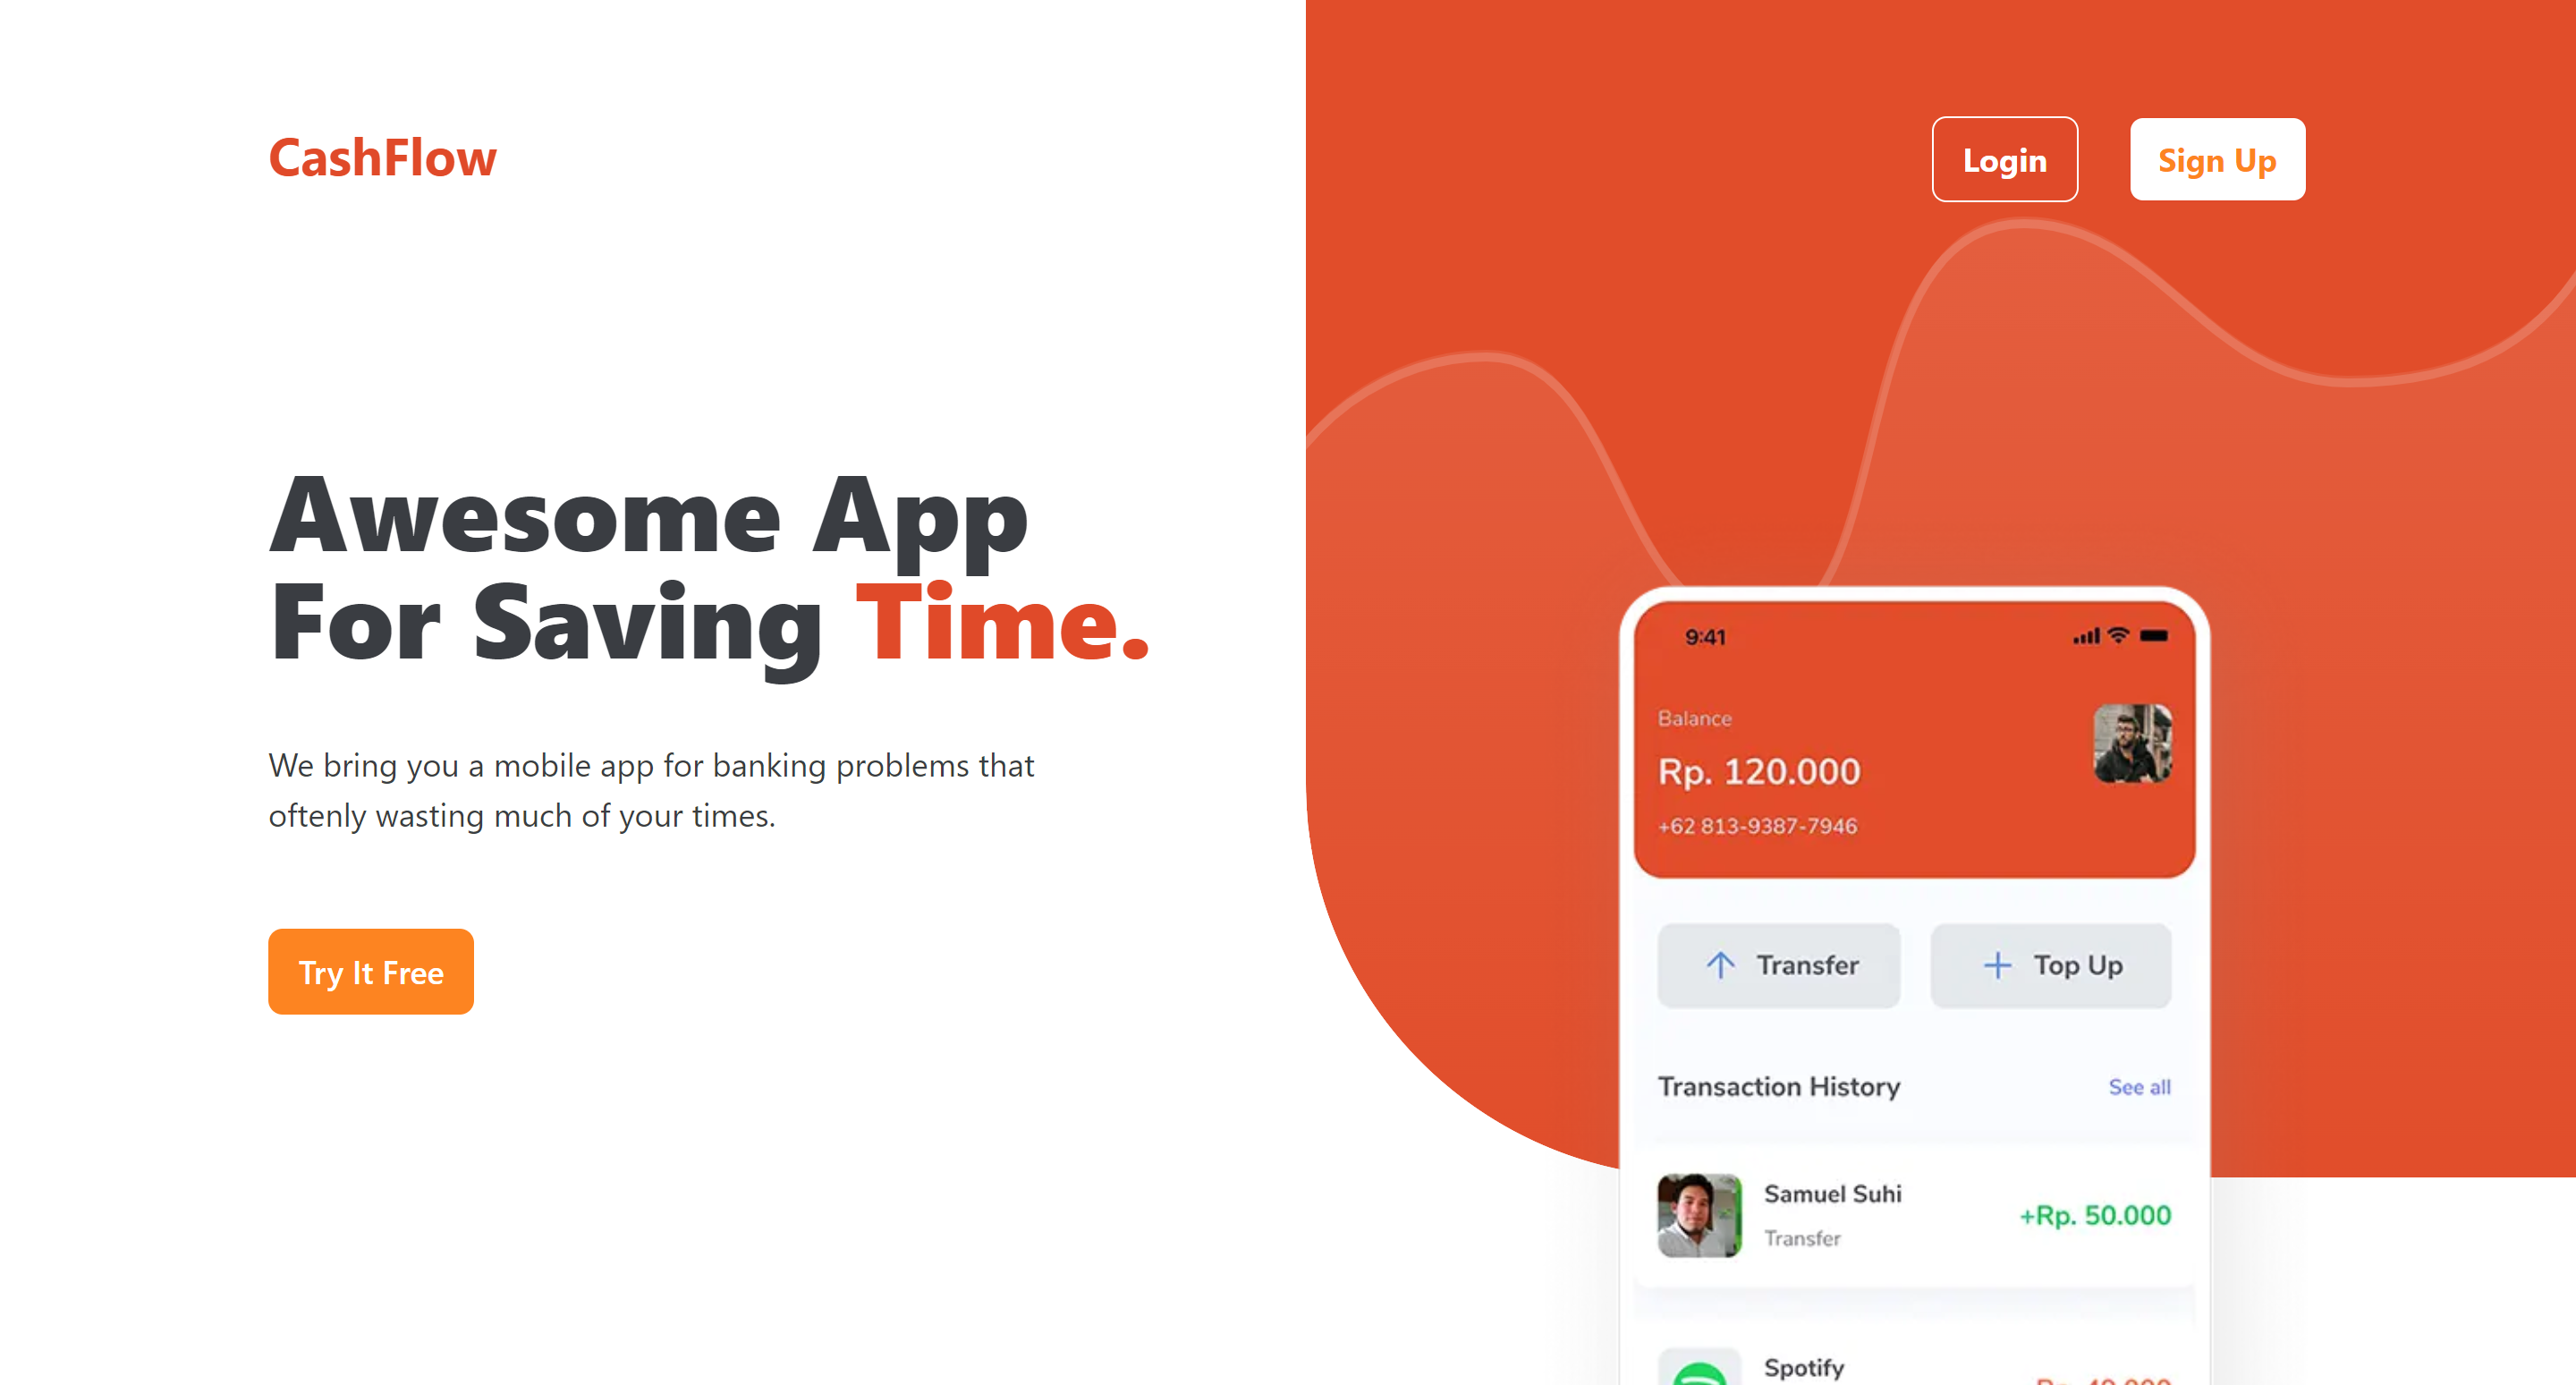 CashFlow
Login
Sign Up
Awesome App
For Saving Time.
We bring you a mobile app for banking problems that
oftenly wasting much of your times.
Try It Free
9:41
Balance
Rp. 120.000
+62 813-9387-7946
Transfer
Top Up
Transaction History
See all
Samuel Suhi
Transfer
+Rp. 50.000
Spotify